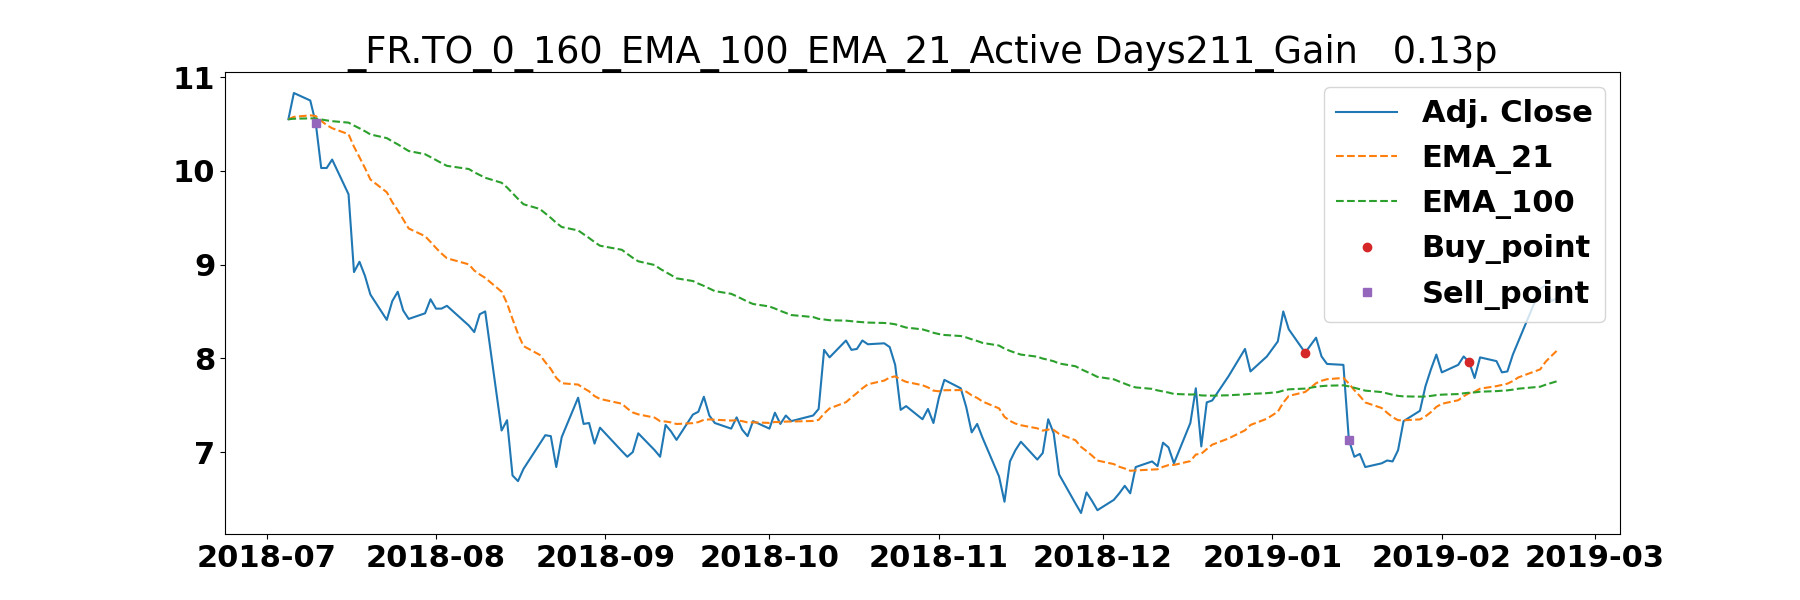 _FR.TO_0_160_EMA_100_EMA_21_Active Days211_Gain   0.13p
11
10
9
8
7
Adj. Close
EMA_21
EMA_100
Buy_point
Sell_point
2018-07 2018-08 2018-09 2018-10 2018-11 2018-12 2019-01 2019-02 2019-03